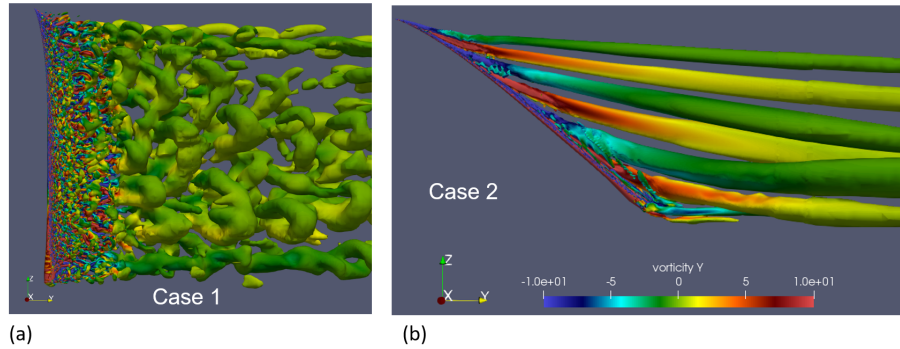 Case 1
Z
X
Y
(a)
Case 2
Z
X
Y
vorticity Y
-1.0e+01
-5
0
5
1.0e+01
(b)